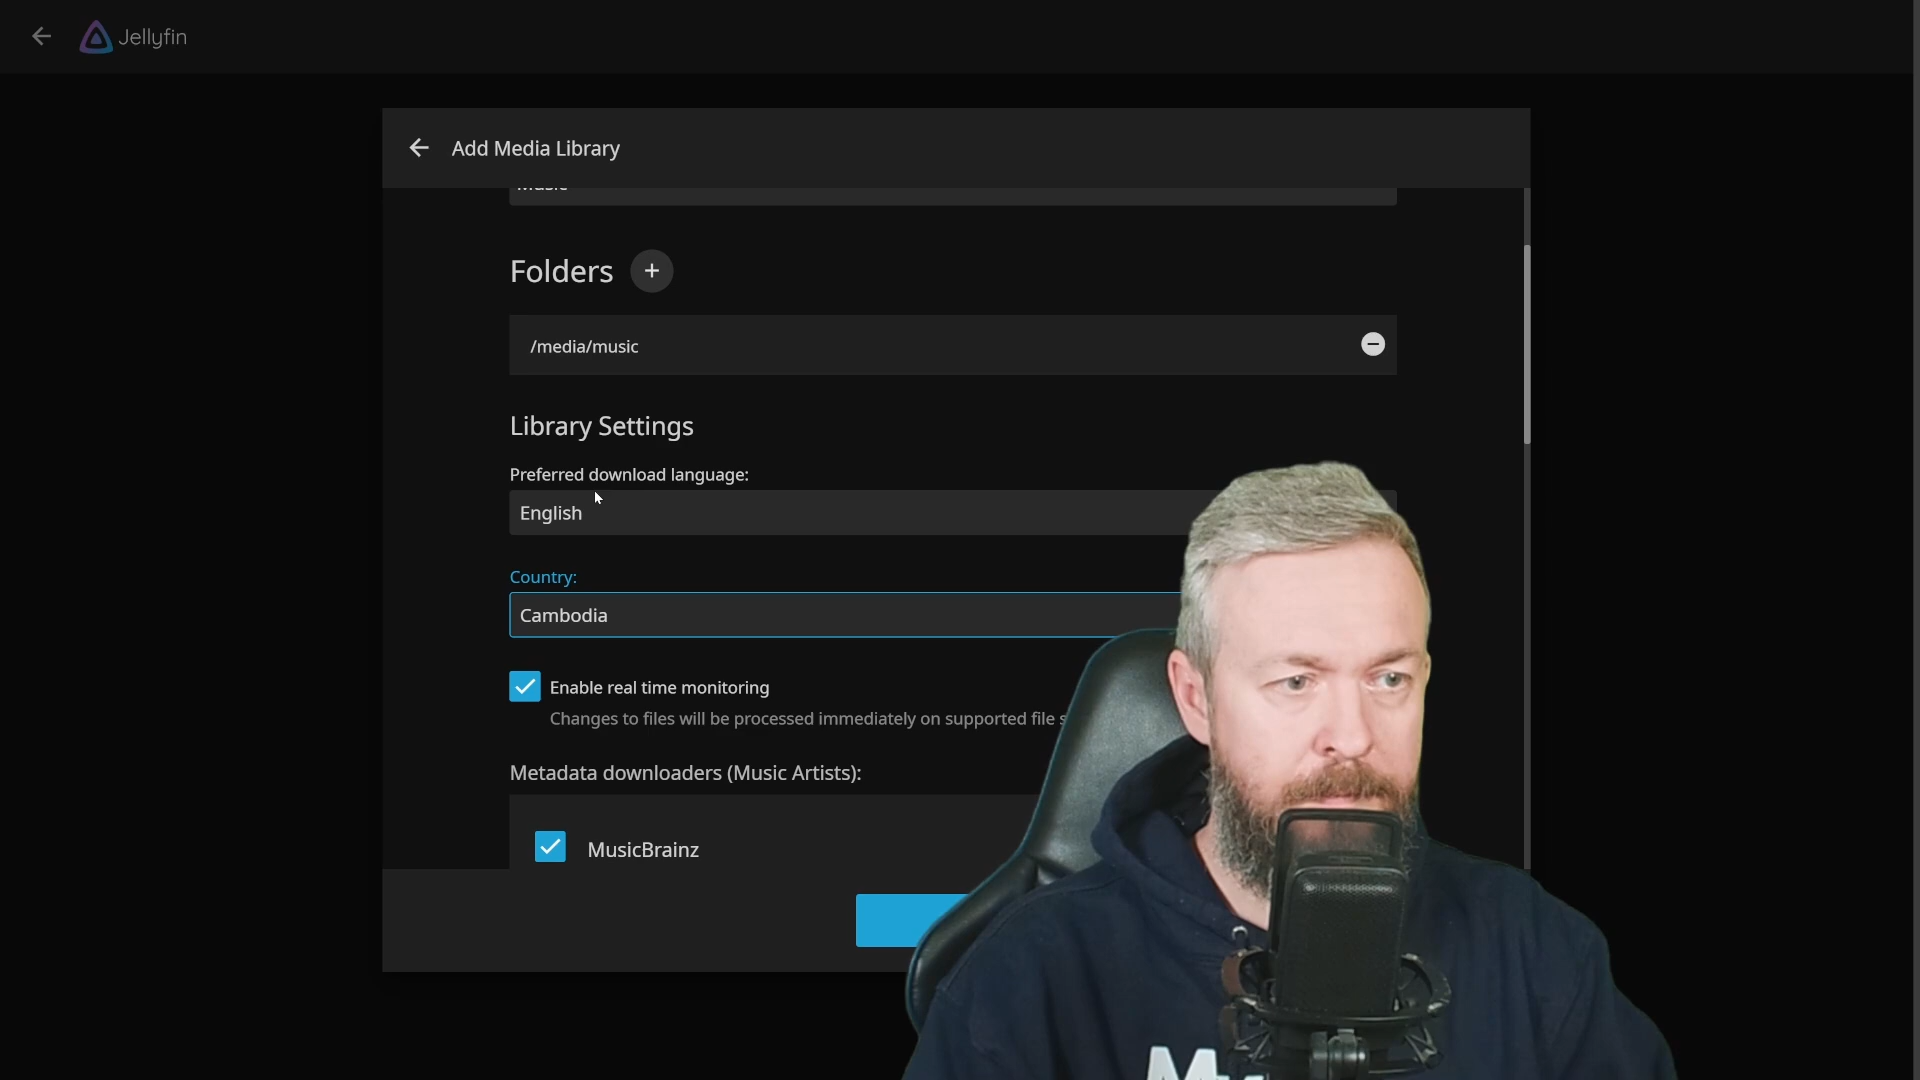 Jellyfin
Add Media Library
Music
Folders
/media/music
Library Settings
Preferred download language:
English
Country:
Cambodia
Enable real time monitoring
Changes to files will be processed immediately on supported file
Metadata downloaders (Music Artists):
MusicBrainz